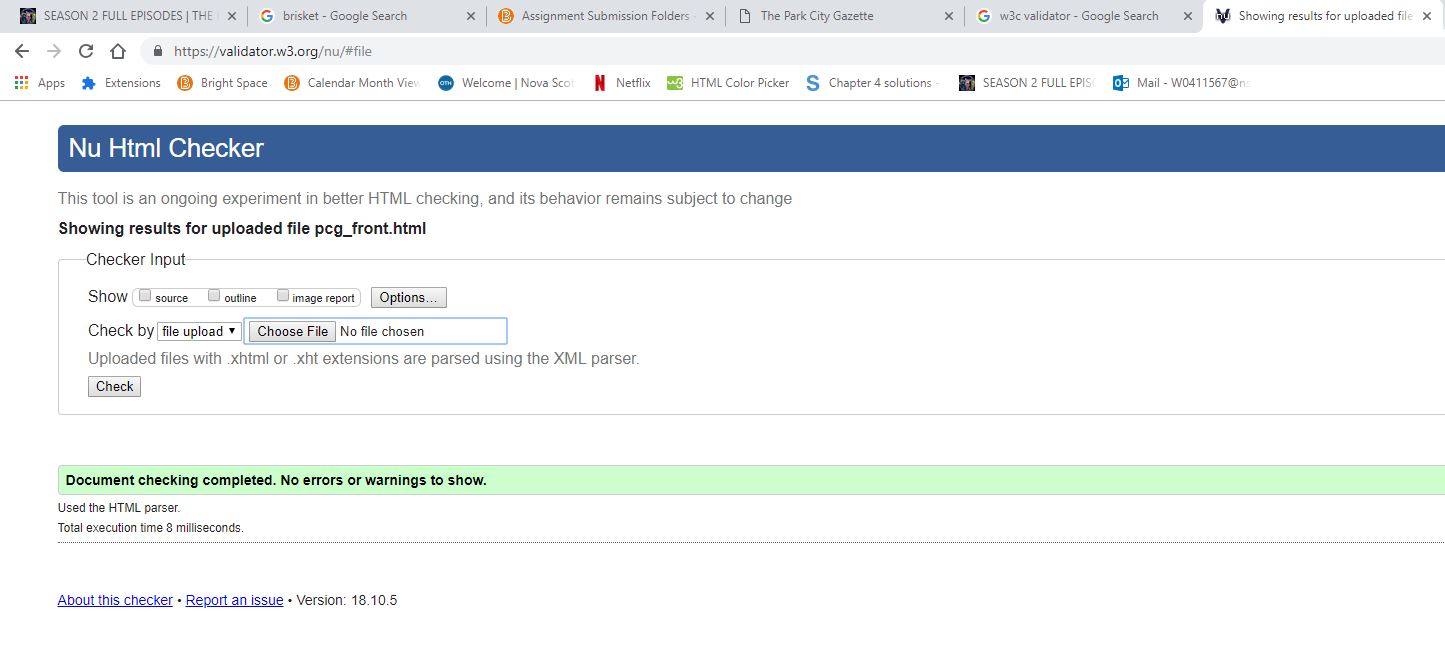 SEASON 2 FULL EPISODES | THE
brisket - Google Search
Assignment Submission Folders
The Park City Gazette
w3c validator - Google Search
Showing results for uploaded file
https://validator.w3.org/nu/#file
Apps
Extensions
Bright Space
Calendar Month View
Welcome | Nova Scot
Netflix
HTML Color Picker
Chapter 4 solutions -
SEASON 2 FULL EPIS
Mail - W0411567@ns
Nu Html Checker
This tool is an ongoing experiment in better HTML checking, and its behavior remains subject to change
Showing results for uploaded file pcg_front.html
Checker Input
Show source outline image report Options...
Check by file upload Choose File No file chosen
Uploaded files with .xhtml or .xht extensions are parsed using the XML parser.
Check
Document checking completed. No errors or warnings to show.
Used the HTML parser.
Total execution time 8 milliseconds.
About this checker • Report an issue • Version: 18.10.5